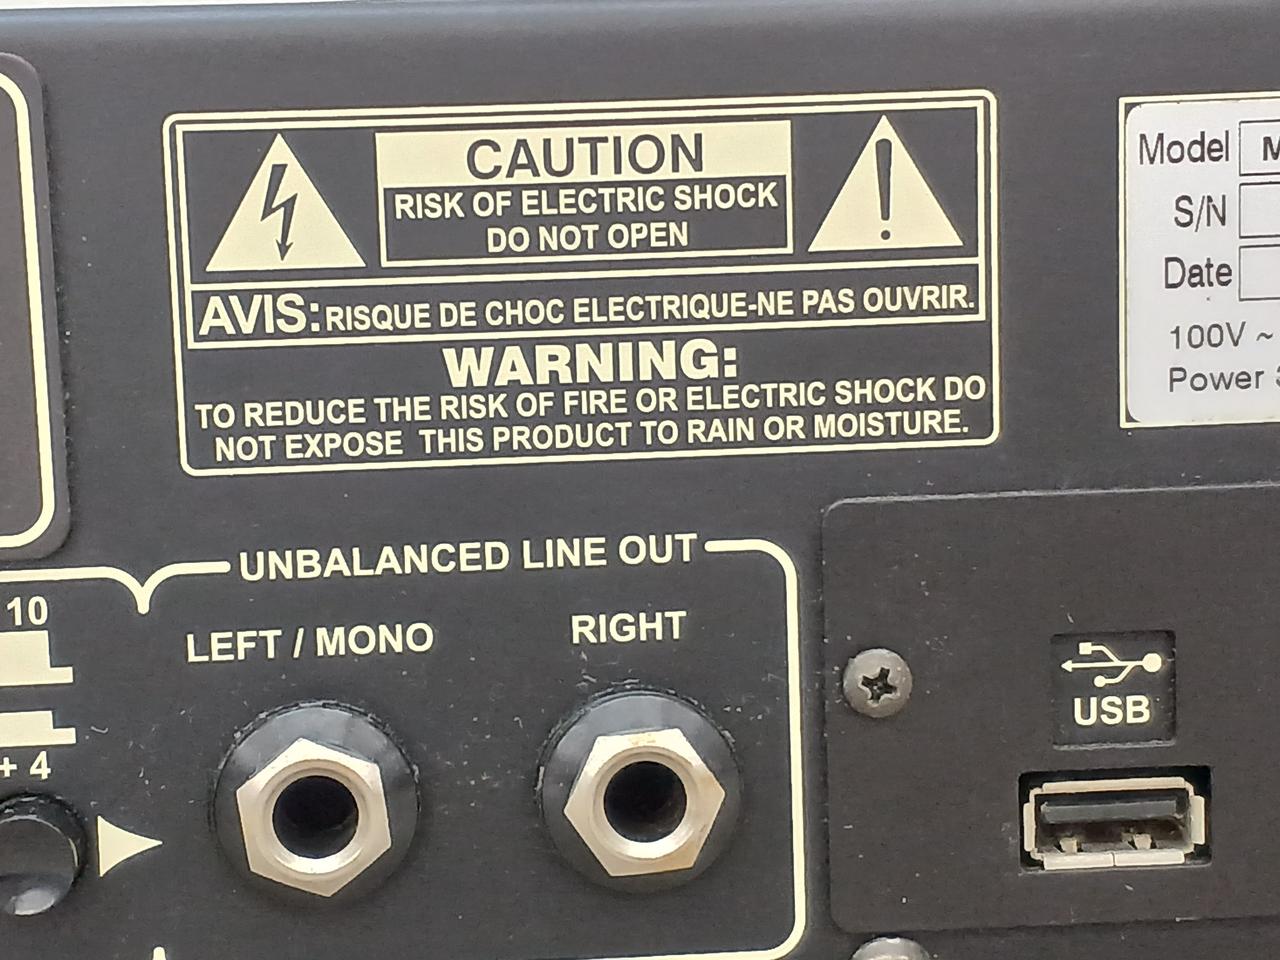 CAUTION
RISK OF ELECTRIC SHOCK
DO NOT OPEN
AVIS: RISQUE DE CHOC ELECTRIQUE-NE PAS OUVRIR.
WARNING:
TO REDUCE THE RISK OF FIRE OR ELECTRIC SHOCK DO
NOT EXPOSE THIS PRODUCT TO RAIN OR MOISTURE.
Model
S/N
Date
100V ~
Power
UNBALANCED LINE OUT
LEFT / MONO
RIGHT
10
+ 4
USB